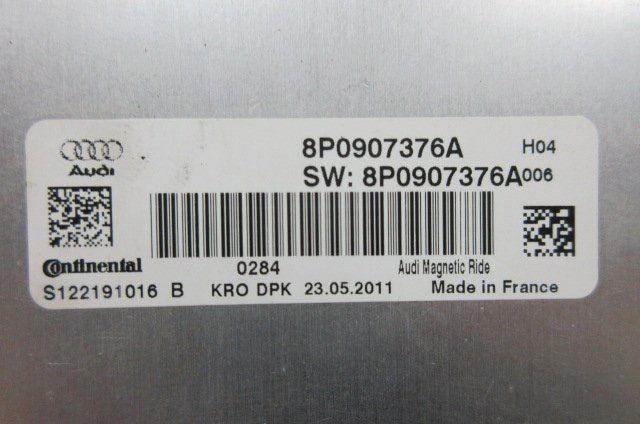 8P0907376A H04
Audi SW: 8P0907376A006
Continental 0284 Audi Magnetic Ride
S122191016 B KRO DPK 23.05.2011 Made in France